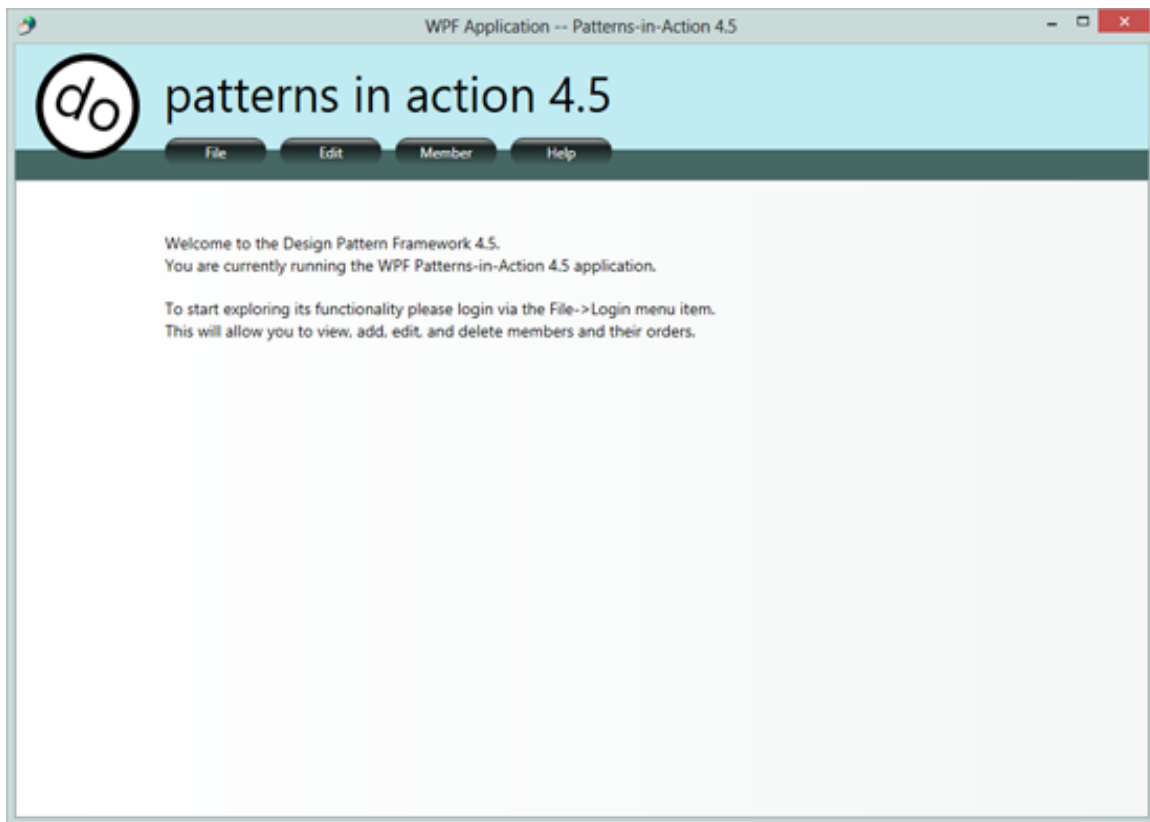 WPF Application -- Patterns-in-Action 4.5
do
patterns in action 4.5
File Edit Member Help
Welcome to the Design Pattern Framework 4.5.
You are currently running the WPF Patterns-in-Action 4.5 application.
To start exploring its functionality please login via the File->Login menu item.
This will allow you to view, add, edit, and delete members and their orders.